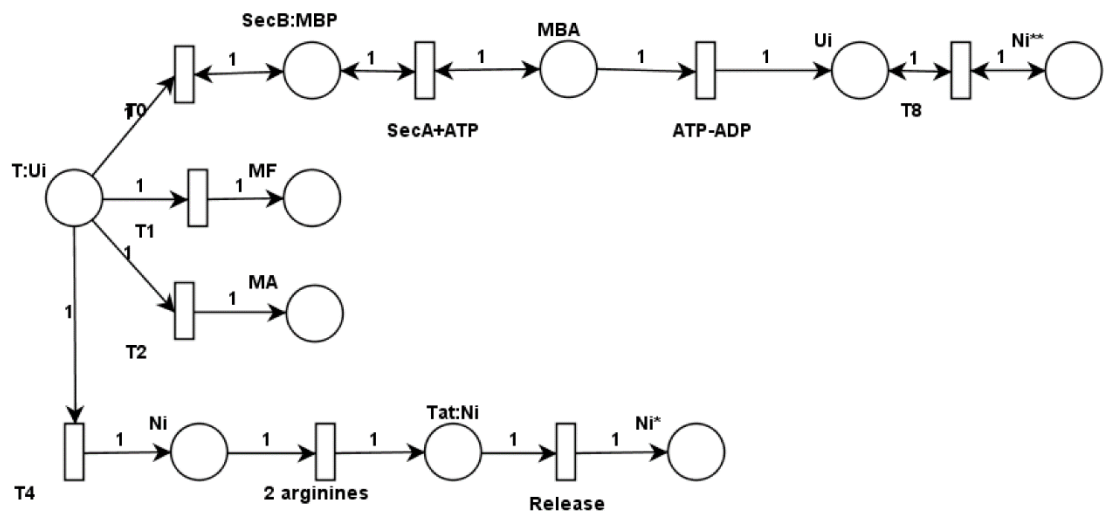 SecB:MBP
MBA
Ui
Ni**
1
1
1
1
1
1
1
T0
1
SecA+ATP
ATP-ADP
T8
T:Ui
1
1
MF
T1
1
1
MA
T2
1
Ni
1
1
Tat:Ni
1
1
Ni*
1
T4
2 arginines
Release